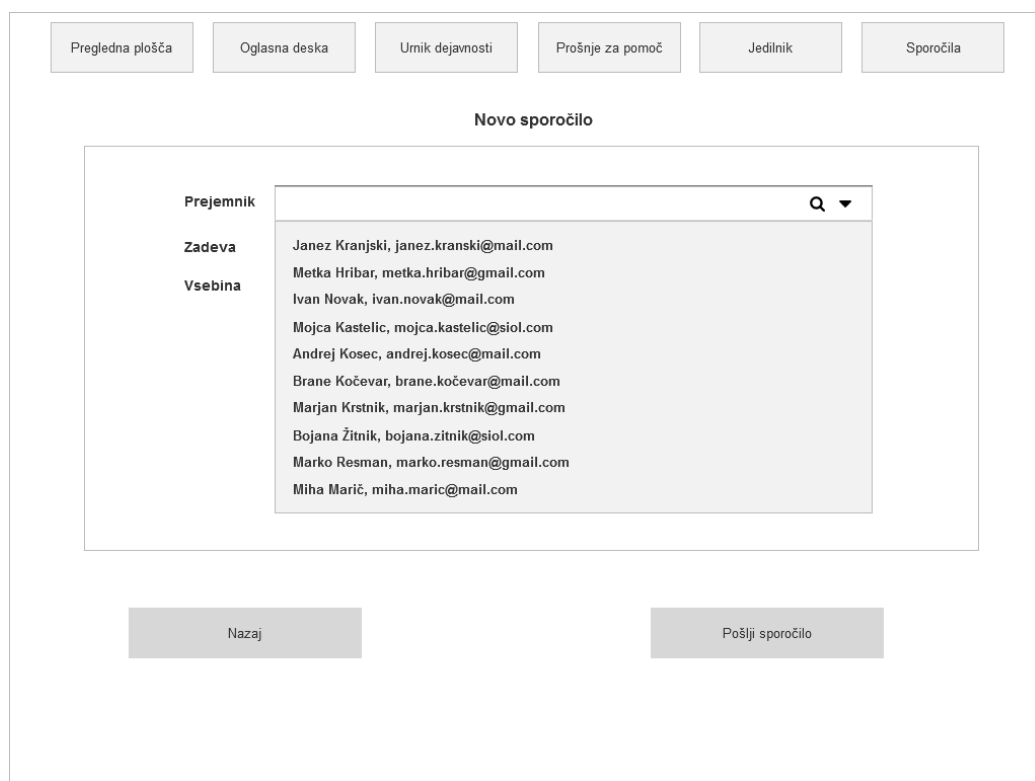 Pregledna plošča Oglasna deska Urnik dejavnosti Prošnje za pomoč Jedilnik Sporočila
Novo sporočilo
Prejemnik
Zadeva
Vsebina
Janez Kranjski, janez.kranski@mail.com
Metka Hribar, metka.hribar@gmail.com
Ivan Novak, ivan.novak@mail.com
Mojca Kastelic, mojca.kastelic@siol.com
Andrej Kosec, andrej.kosec@mail.com
Brane Kočevar, brane.kočevar@mail.com
Marjan Krstnik, marjan.krstnik@gmail.com
Bojana Žitnik, bojana.zitnik@siol.com
Marko Resman, marko.resman@gmail.com
Miha Marič, miha.maric@mail.com
Nazaj Pošlji sporočilo